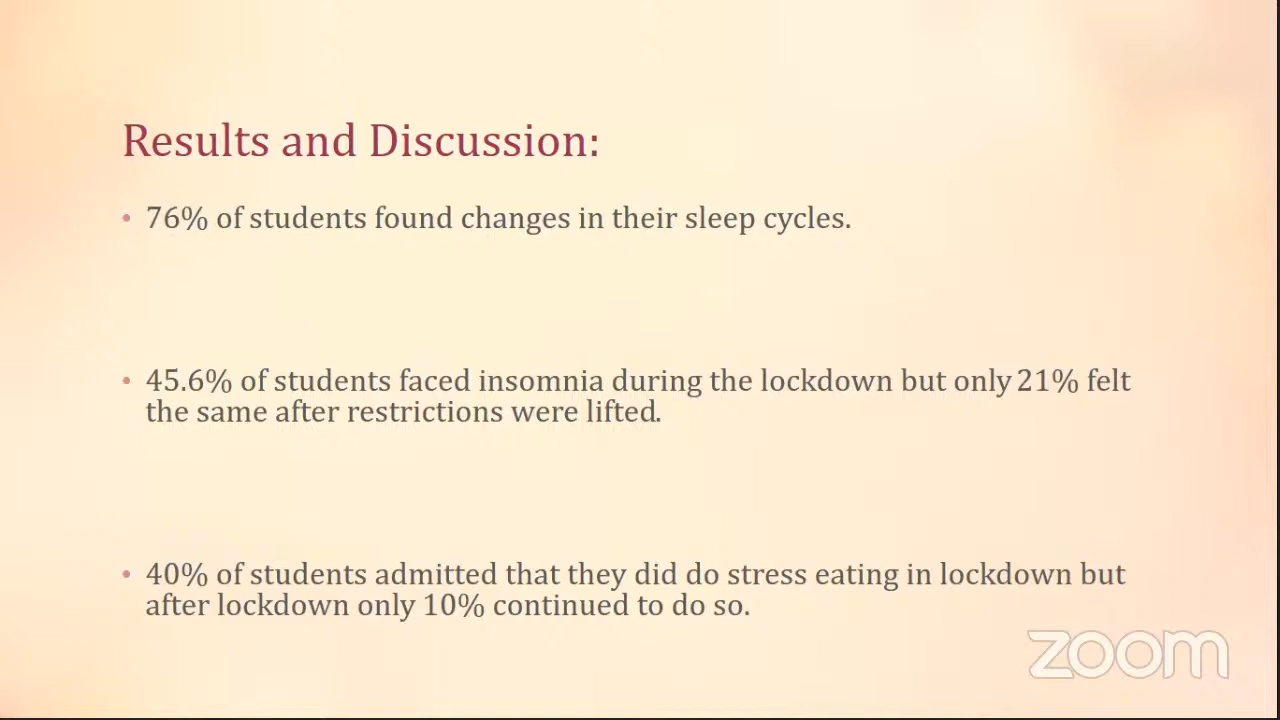 Results and Discussion:
• 76% of students found changes in their sleep cycles.
• 45.6% of students faced insomnia during the lockdown but only 21% felt
the same after restrictions were lifted.
• 40% of students admitted that they did do stress eating in lockdown but
after lockdown only 10% continued to do so.
zoom